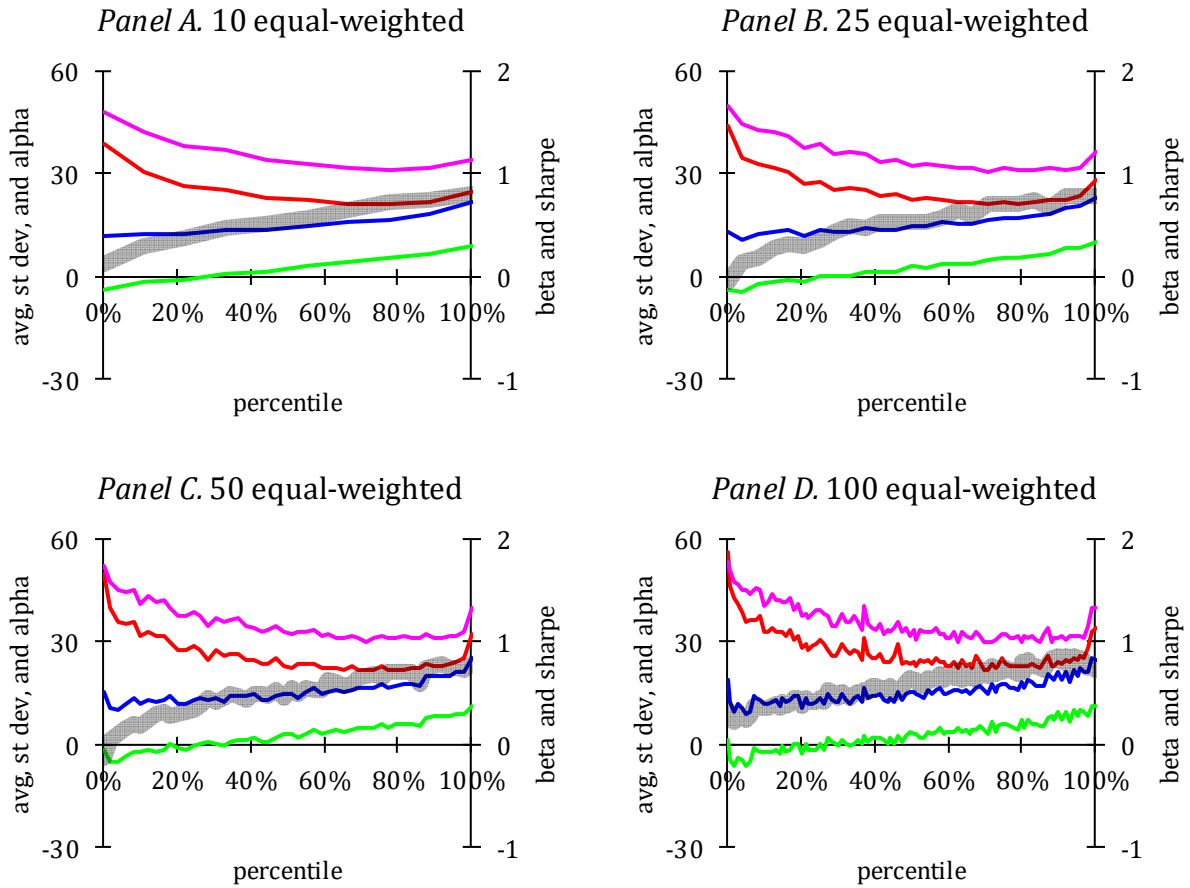 Panel A. 10 equal-weighted
60
30
0
-30
avg, st dev, and alpha
2
1
0
-1
beta and sharpe
0% 20% 40% 60% 80% 100%
percentile
Panel B. 25 equal-weighted
60
30
0
-30
avg, st dev, and alpha
2
1
0
-1
beta and sharpe
0% 20% 40% 60% 80% 100%
percentile
Panel C. 50 equal-weighted
60
30
0
-30
avg, st dev, and alpha
2
1
0
-1
beta and sharpe
0% 20% 40% 60% 80% 100%
percentile
Panel D. 100 equal-weighted
60
30
0
-30
avg, st dev, and alpha
2
1
0
-1
beta and sharpe
0% 20% 40% 60% 80% 100%
percentile